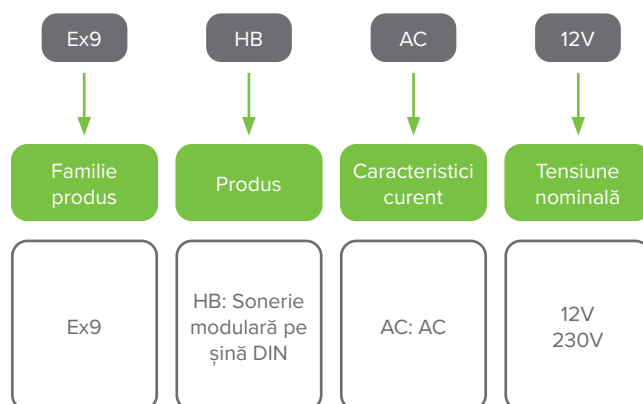 Ex9
HB
AC
12V
Familie
produs
Produs
Caracteristici
curent
Tensiune
nominală
Ex9
HB: Sonerie
modulară pe
șină DIN
AC: AC
12V
230V